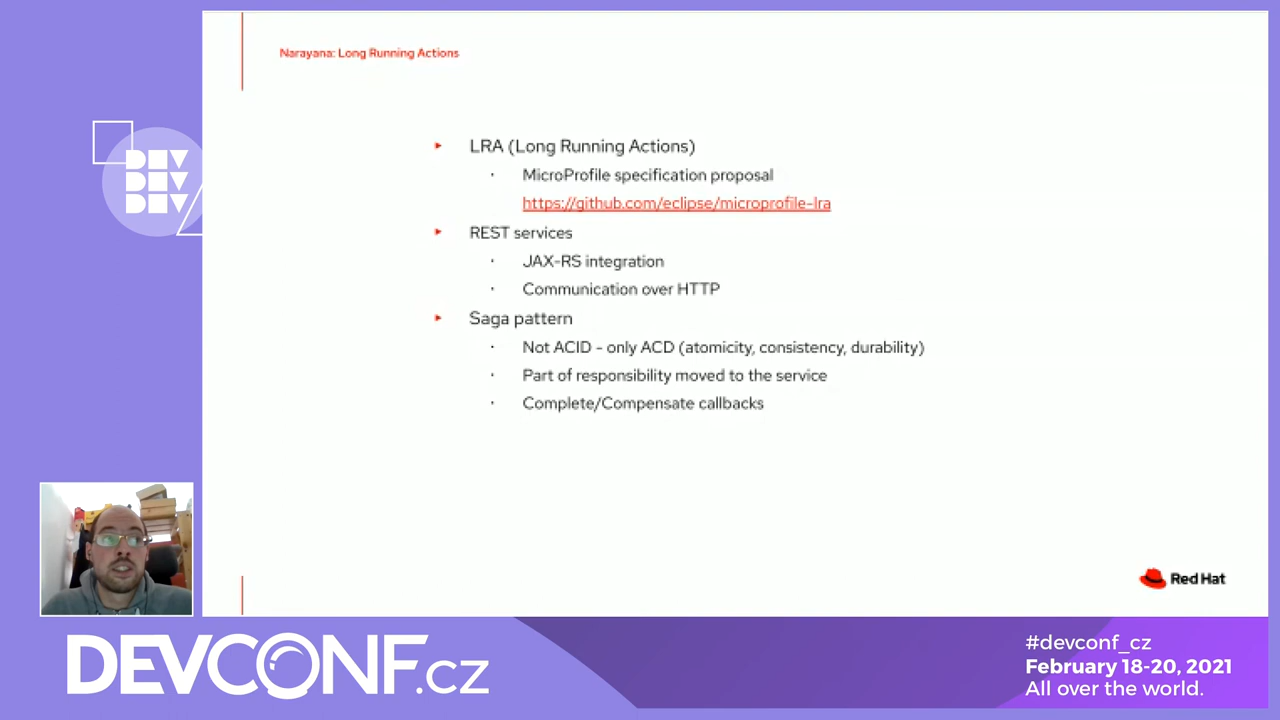 Narayana: Long Running Actions
LRA (Long Running Actions)
MicroProfile specification proposal
https://github.com/eclipse/microprofile-lra
REST services
JAX-RS integration
Communication over HTTP
Saga pattern
Not ACID - only ACD (atomicity, consistency, durability)
Part of responsibility moved to the service
Complete/Compensate callbacks
Red Hat
DEV
DEV
DEV
DEVCONF.cz
#devconf_cz
February 18-20, 2021
All over the world.